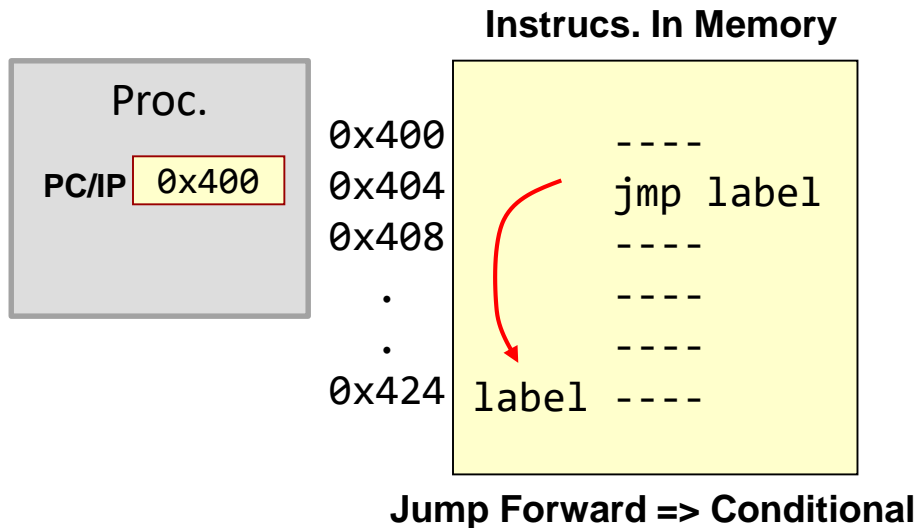 Instrucs. In Memory
Proc.
PC/IP 0x400
0x400 ----
0x404 jmp label
0x408 ----
. ----
. ----
0x424 label ----
Jump Forward => Conditional